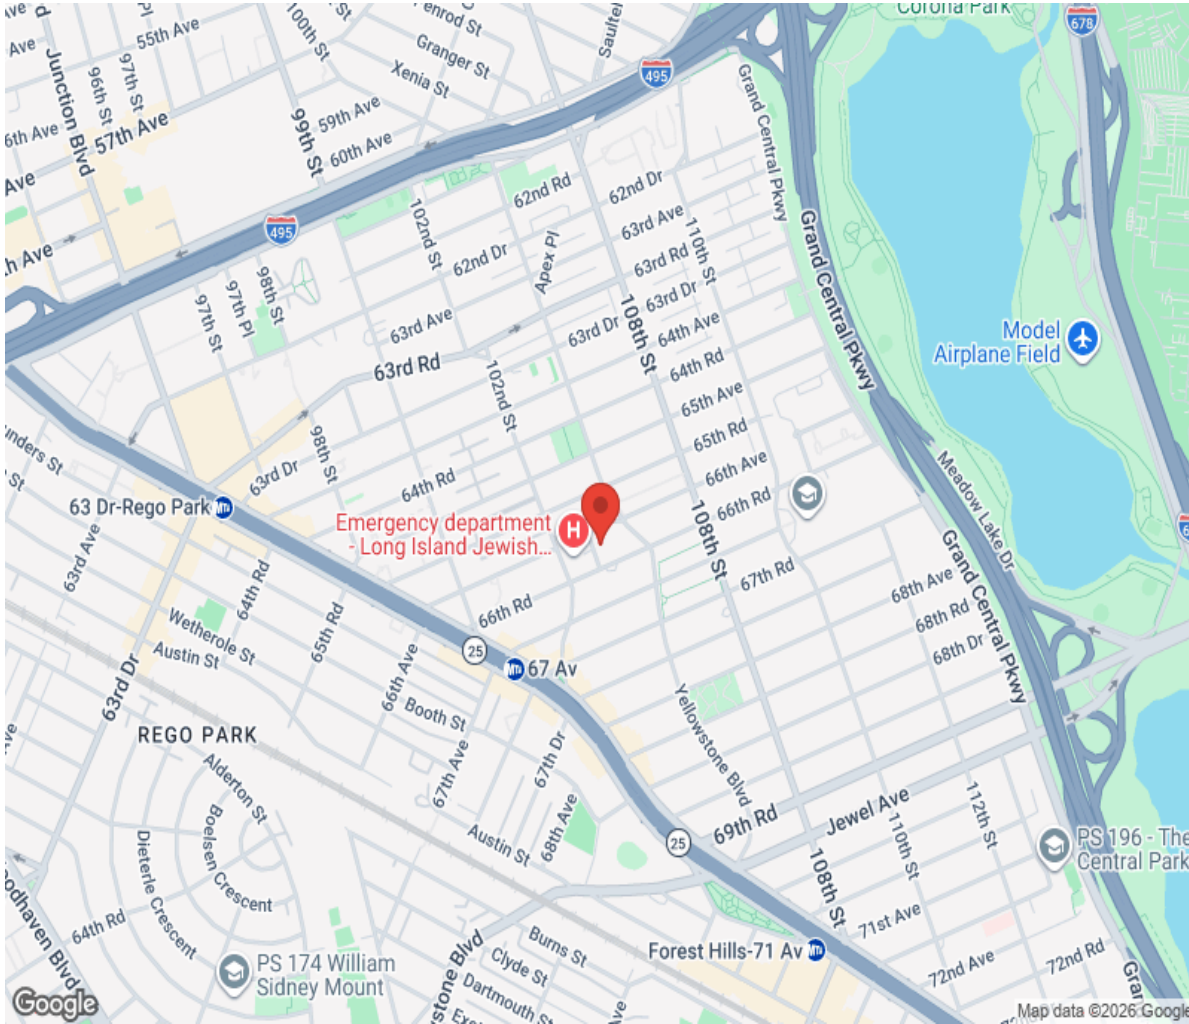 Corona Park
678
55th Ave
100th St
Penrod St
Granger St
Saultell
Junction Blvd
97th St
96th St
Xenia St
495
57th Ave
59th Ave
99th St
60th Ave
Grand Central Pkwy
62nd Rd
62nd Dr
102nd St
63rd Ave
110th St
495
62nd Dr
Apex Pl
63rd Rd
Grand Central Pkwy
98th St
97th Pl
97th St
63rd Dr
63rd Ave
63rd Dr
108th St
64th Ave
Model
Airplane Field
63rd Rd
64th Rd
102nd St
65th Ave
98th St
65th Rd
63rd Dr
64th Rd
66th Ave
Meadow Lake Dr
63 Dr-Rego Park
66th Rd
Emergency department
- Long Island Jewish...
H
108th St
63rd Ave
64th Rd
67th Rd
Grand Central Pkwy
68th Ave
66th Rd
68th Rd
Wetherole St
65th Rd
68th Dr
Austin St
25
67 Av
66th Ave
63rd Dr
Booth St
Yellowstone Blvd
REGO PARK
67th Ave
67th Dr
Alderton St
Jewel Ave
112th St
69th Rd
Boelsen Crescent
68th Ave
110th St
Austin St
25
PS 196 - The
Central Park
Dieterle Crescent
108th St
71st Ave
64th Rd
Burns St
Forest Hills-71 Av
72nd Rd
72nd Ave
PS 174 William
Sidney Mount
Clyde St
Dartmouth St
Google
Map data ©2026 Google